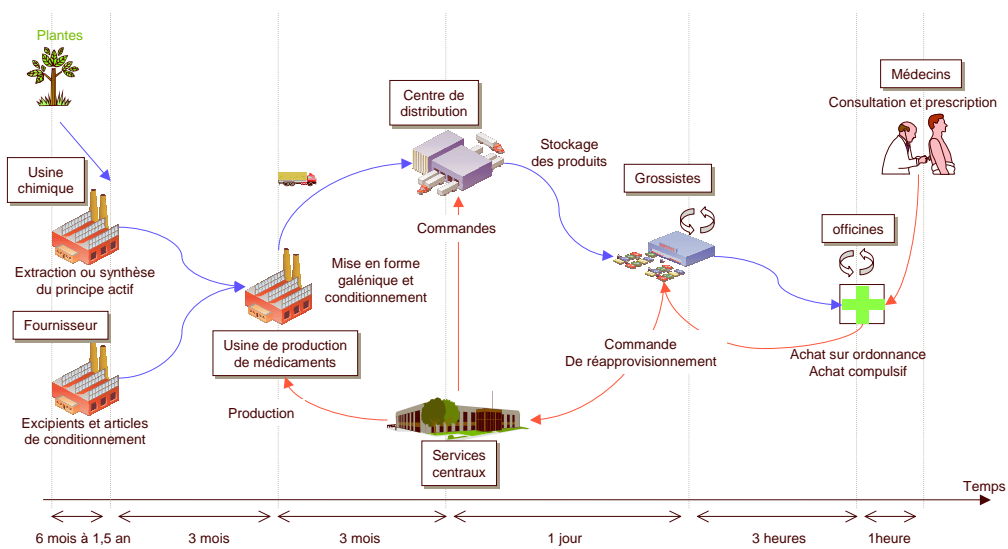 Plantes
Usine
chimique
Extraction ou synthèse
du principe actif
Fournisseur
Excipients et articles
de conditionnement
Usine de production
de médicaments
Mise en forme
galénique et
conditionnement
Production
Centre de
distribution
Commandes
Services
centraux
Stockage
des produits
Grossistes
Commande
De réapprovisionnement
Médecins
Consultation et prescription
officines
Achat sur ordonnance
Achat compulsif
Temps
6 mois à 1,5 an
3 mois
3 mois
1 jour
3 heures
1heure